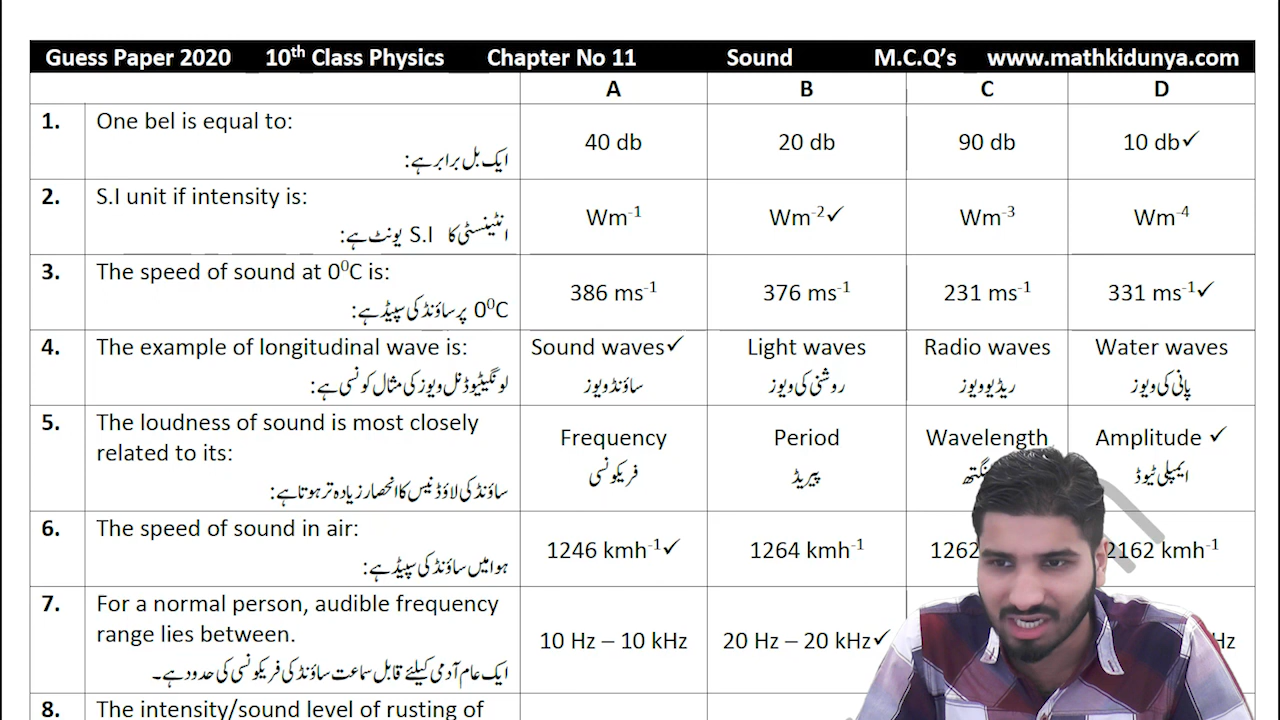 Guess Paper 2020 10th Class Physics Chapter No 11 Sound M.C.Q’s www.mathkidunya.com
A B C D
1. One bel is equal to:
ایک بل برابر ہے:
40 db 20 db 90 db 10 db✓
2. S.I unit if intensity is:
انٹینسٹی کا S.I یونٹ ہے:
Wm-1 Wm-2✓ Wm-3 Wm-4
3. The speed of sound at 00C is:
00C پر ساؤنڈ کی سپیڈ ہے:
386 ms-1 376 ms-1 231 ms-1 331 ms-1✓
4. The example of longitudinal wave is:
لونگیٹیوڈنل ویوز کی مثال کونسی ہے:
Sound waves✓ Light waves Radio waves Water waves
ساؤنڈ ویوز روشنی کی ویوز ریڈیو ویوز پانی کی ویوز
5. The loudness of sound is most closely
related to its:
ساؤنڈ کی لاؤڈنیس کا انحصار زیادہ تر ہوتا ہے:
Frequency Period Wavelength Amplitude ✓
فریکونسی پیریڈ ایمپلی ٹیوڈ
6. The speed of sound in air:
ہوا میں ساؤنڈ کی سپیڈ ہے:
1246 kmh-1✓ 1264 kmh-1 1262 2162 kmh-1
7. For a normal person, audible frequency
range lies between.
ایک عام آدمی کیلئے قابل سماعت ساؤنڈ کی فریکونسی کی حدود ہے۔
10 Hz – 10 kHz 20 Hz – 20 kHz✓
8. The intensity/sound level of rusting of